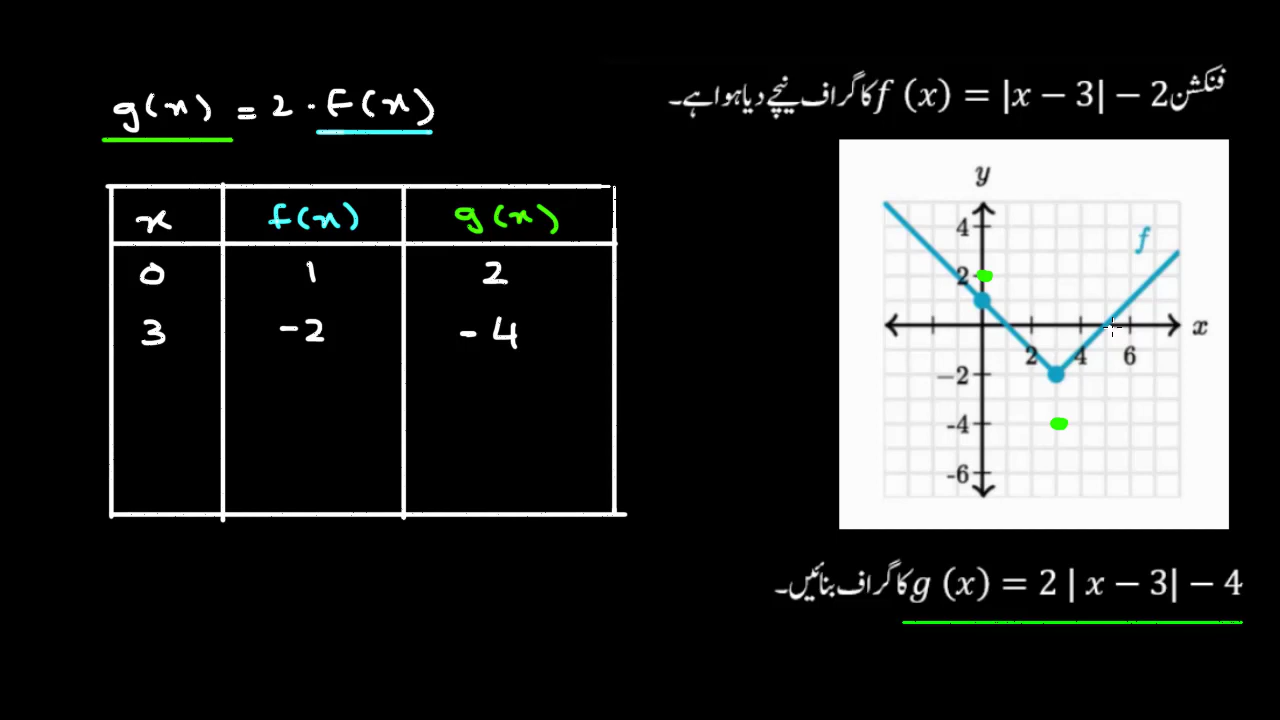 g(x) = 2 · f(x)
x f(x) g(x)
0 1 2
3 -2 -4
فنکشن f (x) = |x − 3| − 2 کا گراف نیچے دیا ہوا ہے۔
y
4
f
2
x
2 4 6
−2
-4
-6
g (x) = 2 | x − 3| − 4 کا گراف بنائیں۔